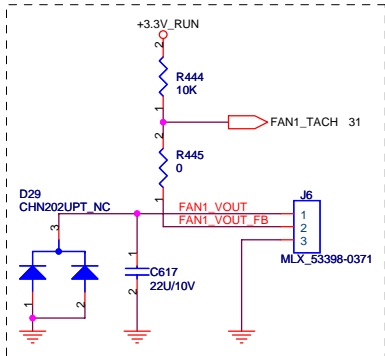 +3.3V_RUN
2
R444
10K
1
FAN1_TACH 31
2
R445
0
1
D29
CHN202UPT_NC
3
1
2
1
C617
22U/10V
2
FAN1_VOUT
FAN1_VOUT_FB
J6
1
2
3
MLX_53398-0371